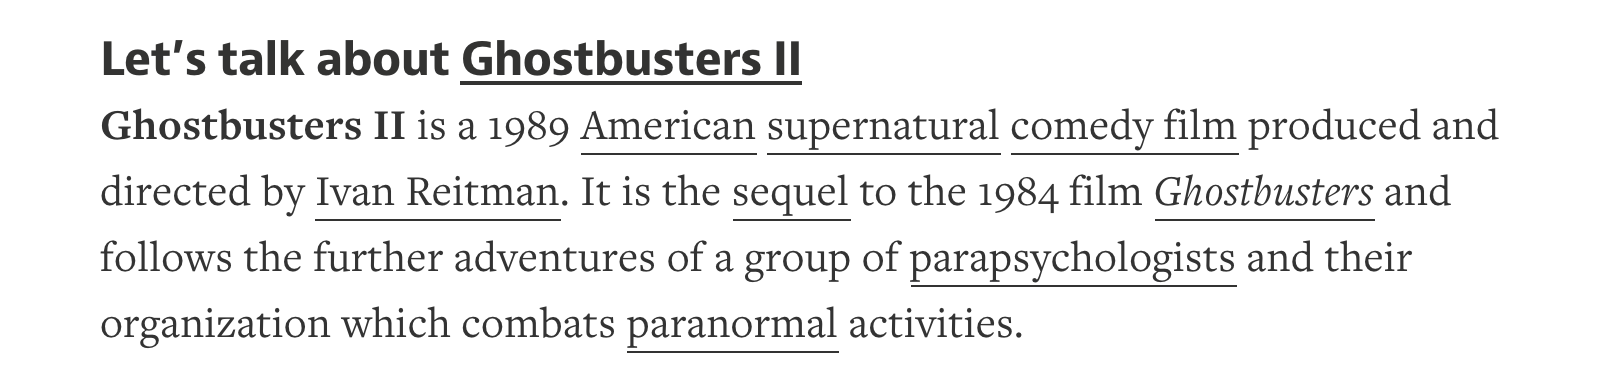 Let’s talk about Ghostbusters II
Ghostbusters II is a 1989 American supernatural comedy film produced and
directed by Ivan Reitman. It is the sequel to the 1984 film Ghostbusters and
follows the further adventures of a group of parapsychologists and their
organization which combats paranormal activities.